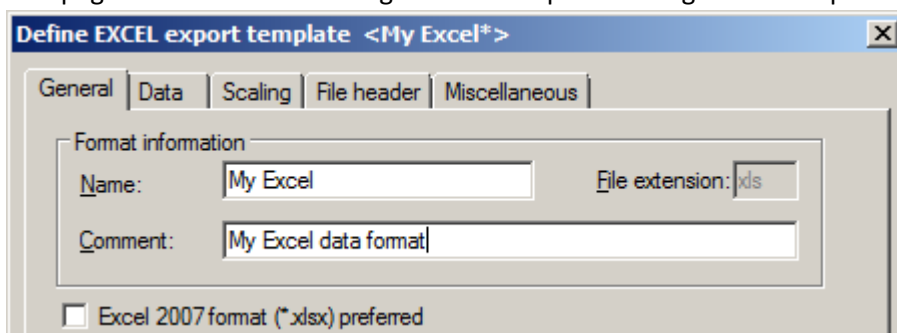 Define EXCEL export template <My Excel*>
General Data Scaling File header Miscellaneous
Format information
Name: My Excel File extension: xls
Comment: My Excel data format
Excel 2007 format (*.xlsx) preferred